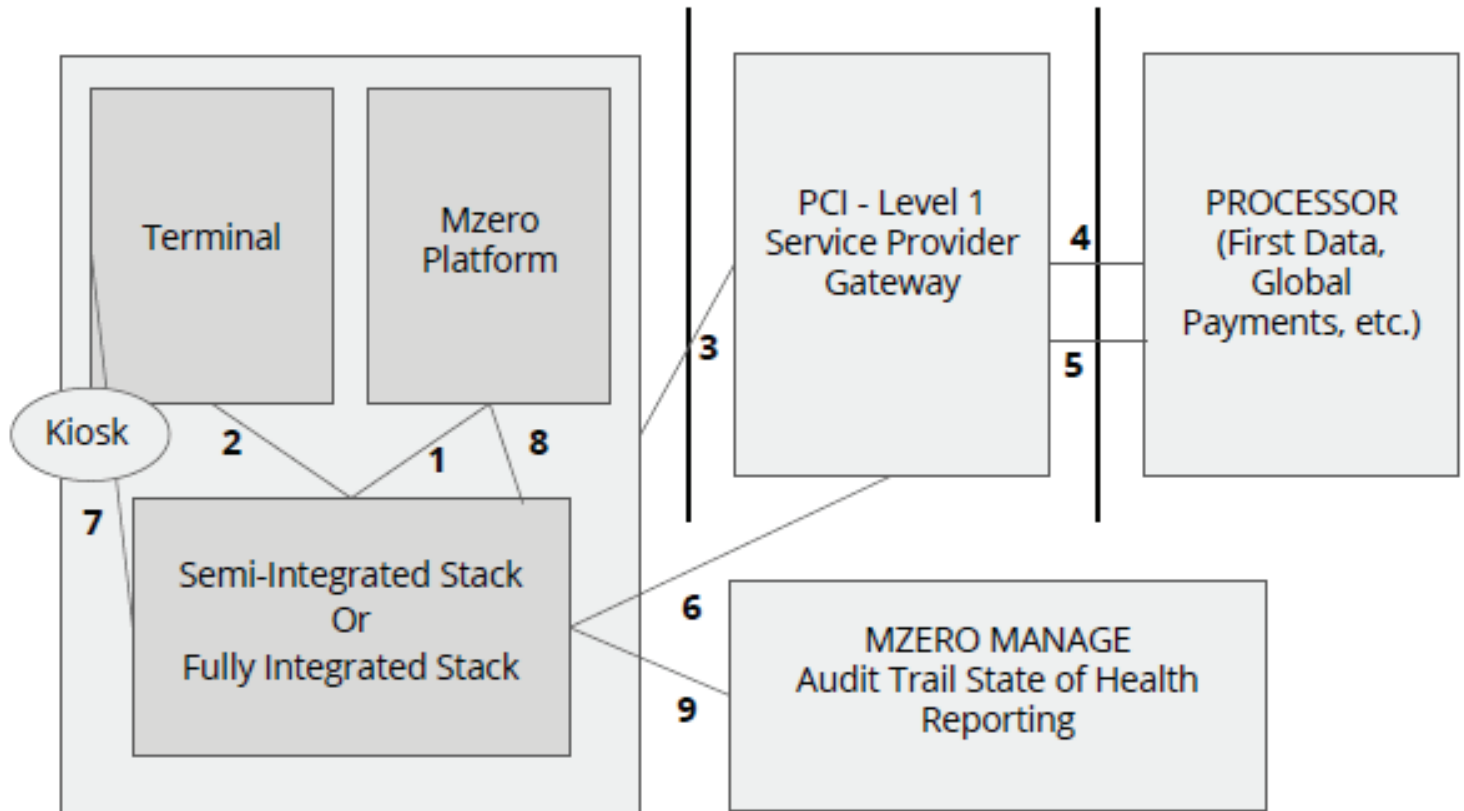 Terminal
Mzero
Platform
Kiosk
2
1
8
7
Semi-Integrated Stack
Or
Fully Integrated Stack
3
PCI - Level 1
Service Provider
Gateway
4
5
PROCESSOR
(First Data,
Global
Payments, etc.)
6
9
MZERO MANAGE
Audit Trail State of Health
Reporting